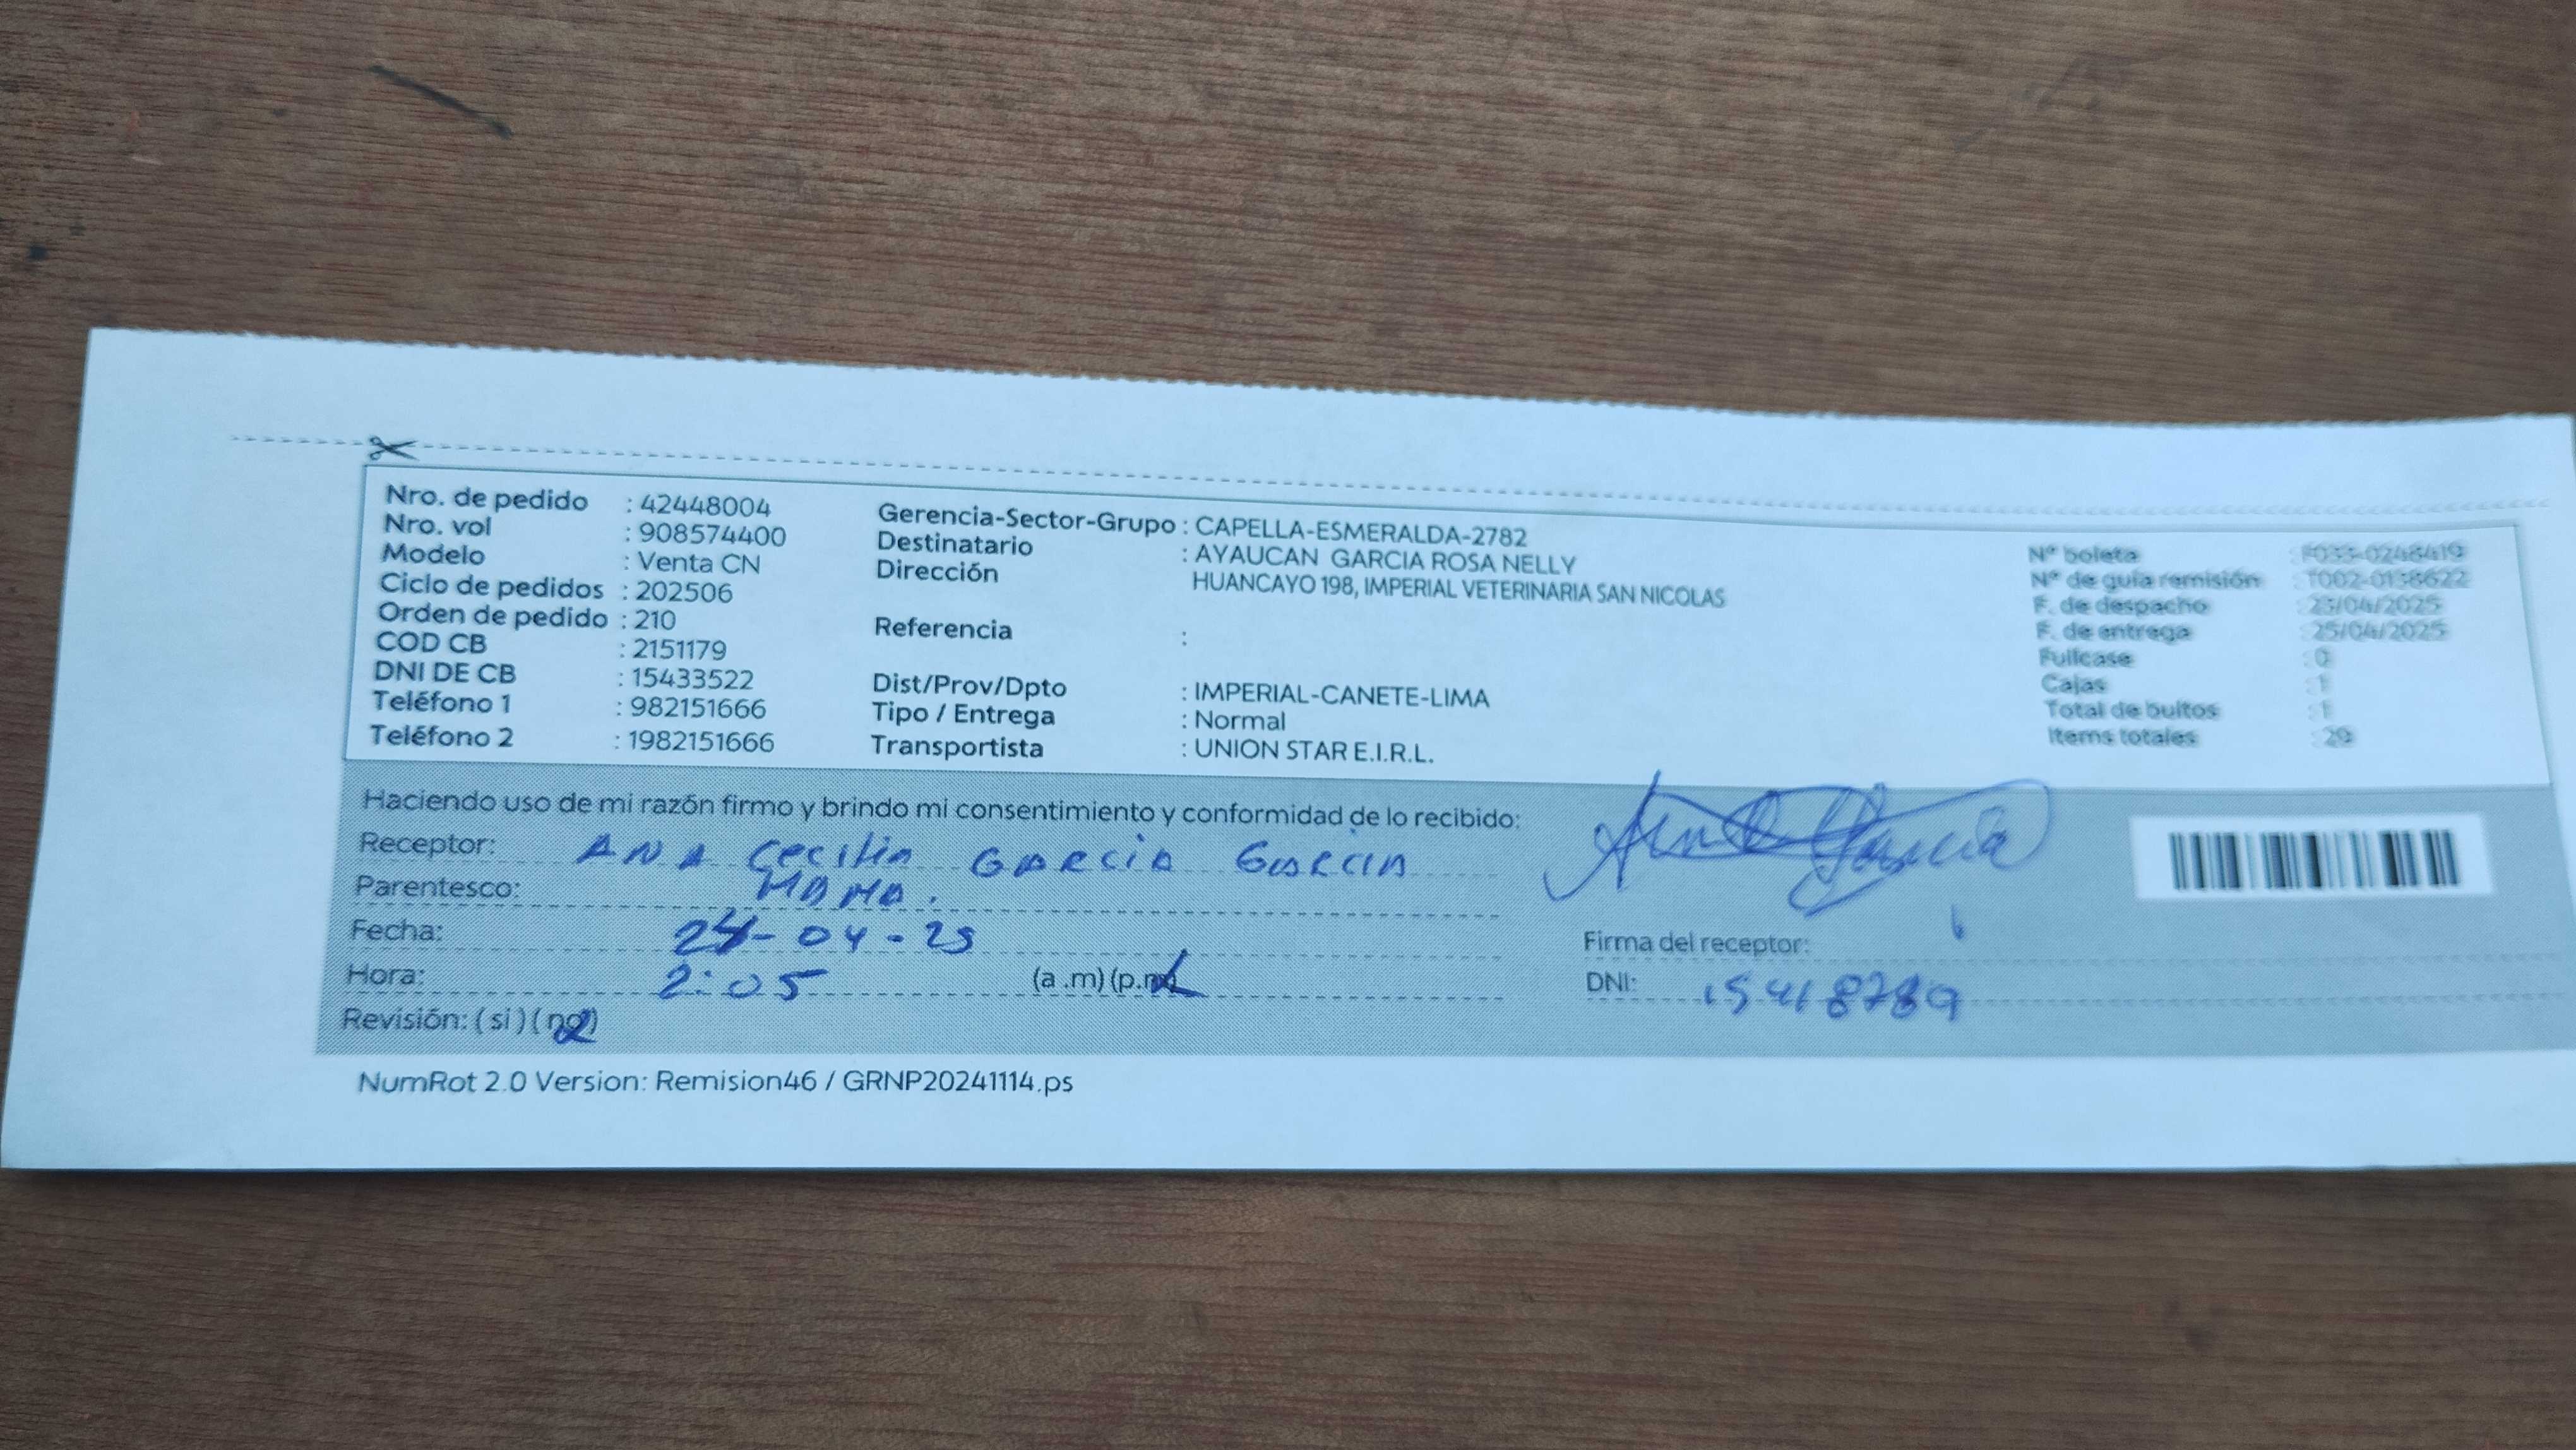 Nro. de pedido : 42448004
Nro. vol : 908574400
Modelo : Venta CN
Ciclo de pedidos : 202506
Orden de pedido : 210
COD CB : 2151179
DNI DE CB : 15433522
Teléfono 1 : 982151666
Teléfono 2 : 1982151666
Gerencia-Sector-Grupo : CAPELLA-ESMERALDA-2782
Destinatario : AYAUCAN GARCIA ROSA NELLY
Dirección HUANCAYO 198, IMPERIAL VETERINARIA SAN NICOLAS
Referencia :
Dist/Prov/Dpto : IMPERIAL-CANETE-LIMA
Tipo / Entrega : Normal
Transportista : UNION STAR E.I.R.L.
N° boleta : F033-0248419
N° de guía remisión : T002-0138622
F. de despacho : 23/04/2025
F. de entrega : 25/04/2025
Fullcase : 0
Cajas : 1
Total de bultos : 1
Items totales : 29
Haciendo uso de mi razón firmo y brindo mi consentimiento y conformidad de lo recibido:
Receptor: ANA Cecilia GARCIA GARCIA
Parentesco: MAMA.
Fecha: 24-04-25
Hora: 2:05 (a .m) (p.m)
Revisión: ( si ) ( no )
Firma del receptor:
DNI: 15418789
NumRot 2.0 Version: Remision46 / GRNP20241114.ps